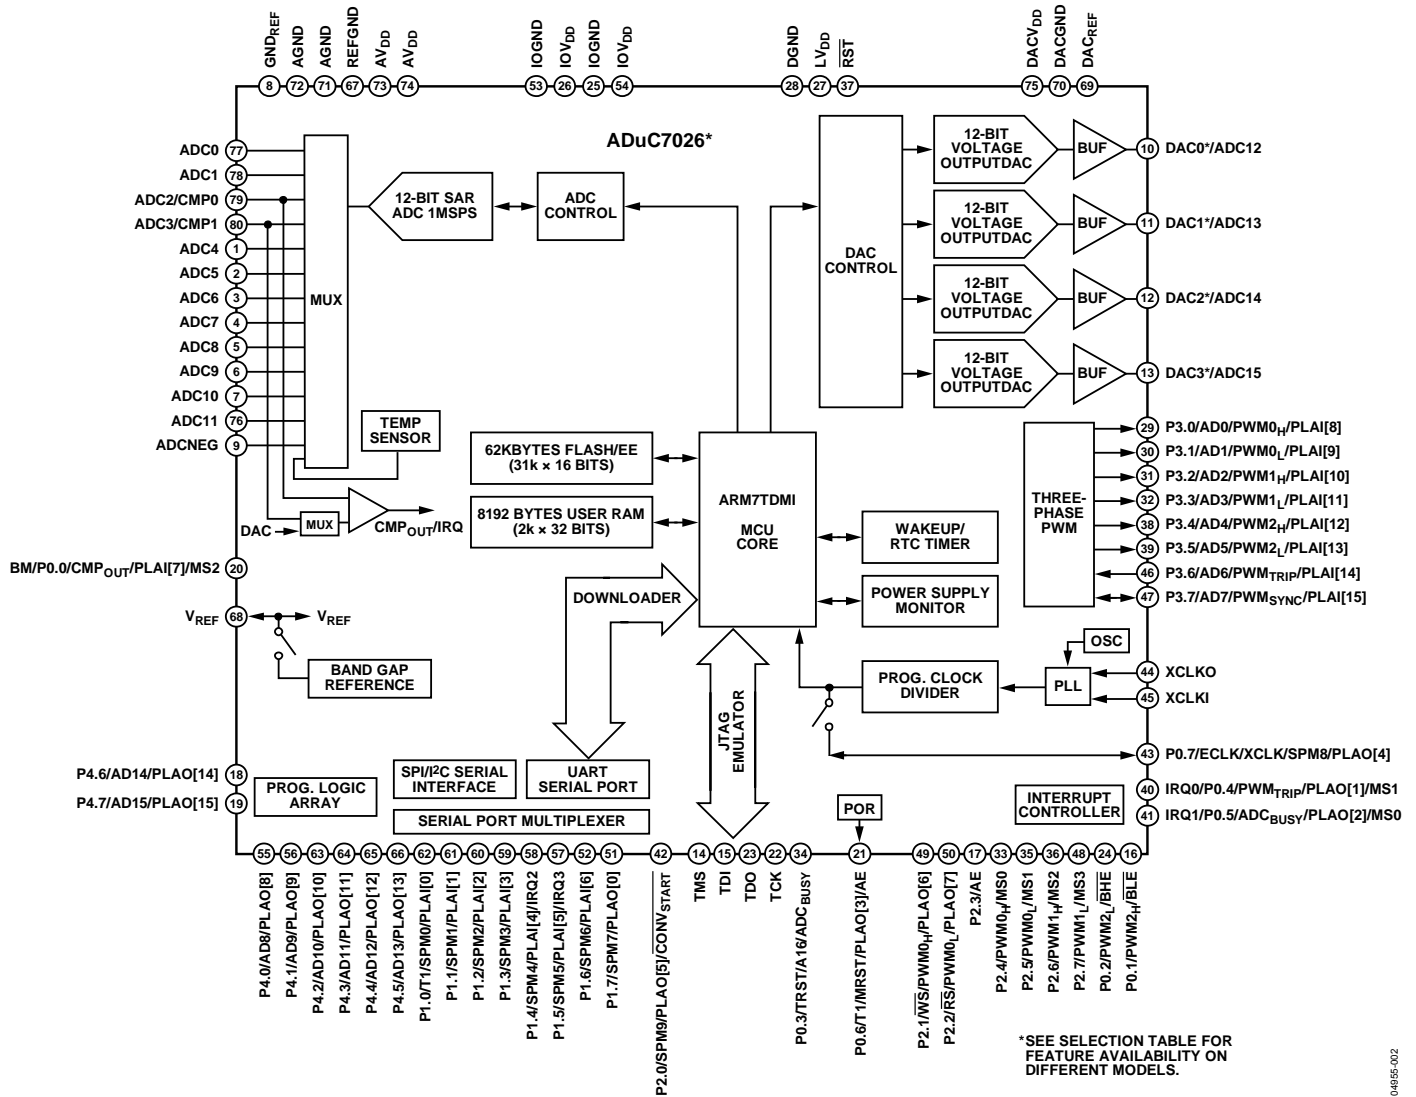 GNDREF
AGND
AGND
REFGND
AVDD
AVDD
IOGND
IOVDD
IOGND
IOVDD
DGND
LVDD
RST
DACVDD
DACGND
DACREF
8 72 71 67 73 74 53 26 25 54 28 27 37 75 70 69
ADuC7026*
ADC0 77
ADC1 78
ADC2/CMP0 79
ADC3/CMP1 80
ADC4 1
ADC5 2
ADC6 3
ADC7 4
ADC8 5
ADC9 6
ADC10 7
ADC11 76
ADCNEG 9
MUX
12-BIT SAR
ADC 1MSPS
ADC
CONTROL
DAC
CONTROL
12-BIT
VOLTAGE
OUTPUTDAC
BUF
10 DAC0*/ADC12
12-BIT
VOLTAGE
OUTPUTDAC
BUF
11 DAC1*/ADC13
12-BIT
VOLTAGE
OUTPUTDAC
BUF
12 DAC2*/ADC14
12-BIT
VOLTAGE
OUTPUTDAC
BUF
13 DAC3*/ADC15
TEMP
SENSOR
DAC
MUX
CMPOUT/IRQ
62KBYTES FLASH/EE
(31k × 16 BITS)
8192 BYTES USER RAM
(2k × 32 BITS)
ARM7TDMI
MCU
CORE
WAKEUP/
RTC TIMER
POWER SUPPLY
MONITOR
THREE-
PHASE
PWM
29 P3.0/AD0/PWM0H/PLAI[8]
30 P3.1/AD1/PWM0L/PLAI[9]
31 P3.2/AD2/PWM1H/PLAI[10]
32 P3.3/AD3/PWM1L/PLAI[11]
38 P3.4/AD4/PWM2H/PLAI[12]
39 P3.5/AD5/PWM2L/PLAI[13]
46 P3.6/AD6/PWMTRIP/PLAI[14]
47 P3.7/AD7/PWMSYNC/PLAI[15]
BM/P0.0/CMPOUT/PLAI[7]/MS2 20
VREF 68 VREF
BAND GAP
REFERENCE
DOWNLOADER
OSC
PLL
PROG. CLOCK
DIVIDER
44 XCLKO
45 XCLKI
43 P0.7/ECLK/XCLK/SPM8/PLAO[4]
40 IRQ0/P0.4/PWMTRIP/PLAO[1]/MS1
41 IRQ1/P0.5/ADCBUSY/PLAO[2]/MS0
JTAG
EMULATOR
P4.6/AD14/PLAO[14] 18
P4.7/AD15/PLAO[15] 19
PROG. LOGIC
ARRAY
SPI/I2C SERIAL
INTERFACE
UART
SERIAL PORT
SERIAL PORT MULTIPLEXER
POR
INTERRUPT
CONTROLLER
55 56 63 64 65 66 62 61 60 59 58 57 52 51 42 14 15 23 22 34 21 49 50 17 33 35 36 48 24 16
P4.0/AD8/PLAO[8]
P4.1/AD9/PLAO[9]
P4.2/AD10/PLAO[10]
P4.3/AD11/PLAO[11]
P4.4/AD12/PLAO[12]
P4.5/AD13/PLAO[13]
P1.0/T1/SPM0/PLAI[0]
P1.1/SPM1/PLAI[1]
P1.2/SPM2/PLAI[2]
P1.3/SPM3/PLAI[3]
P1.4/SPM4/PLAI[4]/IRQ2
P1.5/SPM5/PLAI[5]/IRQ3
P1.6/SPM6/PLAI[6]
P1.7/SPM7/PLAO[0]
P2.0/SPM9/PLAO[5]/CONVSTART
TMS
TDI
TDO
TCK
P0.3/TRST/A16/ADCBUSY
P0.6/T1/MRST/PLAO[3]/AE
P2.1/WS/PWM0H/PLAO[6]
P2.2/RS/PWM0L/PLAO[7]
P2.3/AE
P2.4/PWM0H/MS0
P2.5/PWM0L/MS1
P2.6/PWM1H/MS2
P2.7/PWM1L/MS3
P0.2/PWM2L/BHE
P0.1/PWM2H/BLE
*SEE SELECTION TABLE FOR
FEATURE AVAILABILITY ON
DIFFERENT MODELS.
04955-002